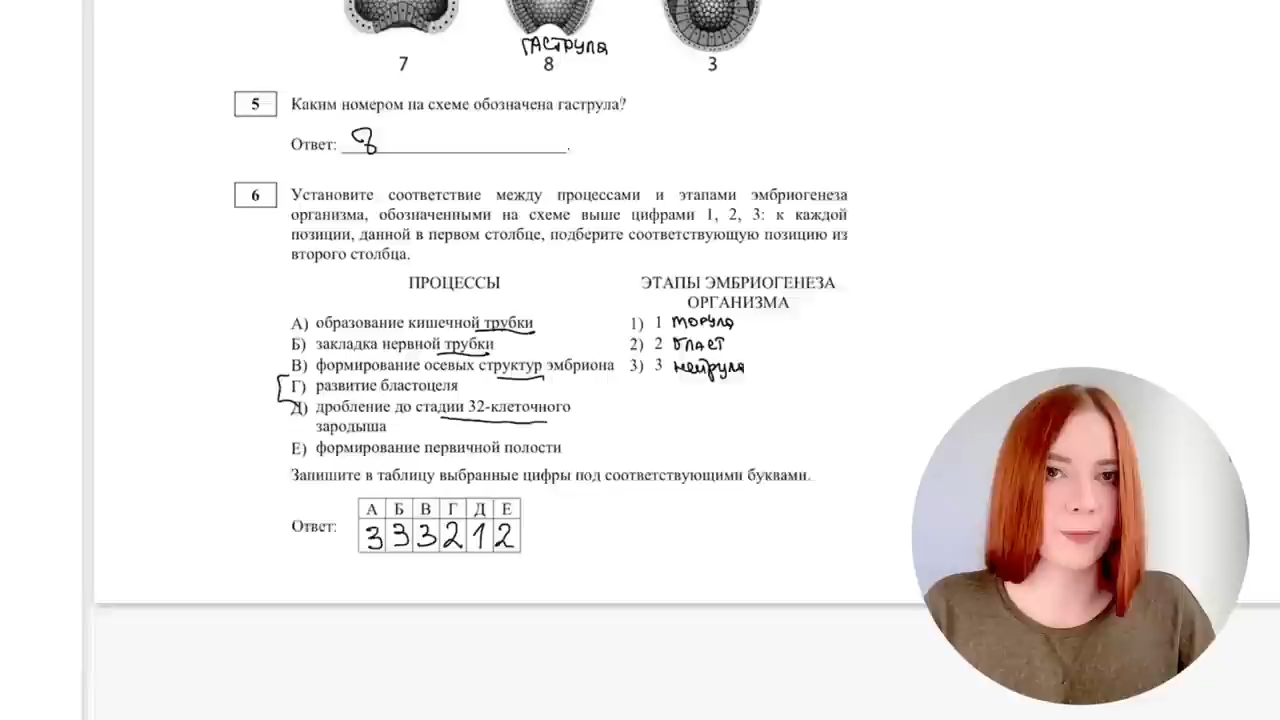 ГАСТРУЛА
7 8 3
5 Каким номером на схеме обозначена гаструла?
Ответ: 8.
6 Установите соответствие между процессами и этапами эмбриогенеза
организма, обозначенными на схеме выше цифрами 1, 2, 3: к каждой
позиции, данной в первом столбце, подберите соответствующую позицию из
второго столбца.
ПРОЦЕССЫ ЭТАПЫ ЭМБРИОГЕНЕЗА
ОРГАНИЗМА
А) образование кишечной трубки 1) 1 морула
Б) закладка нервной трубки 2) 2 бласт
В) формирование осевых структур эмбриона 3) 3 нейрула
Г) развитие бластоцеля
Д) дробление до стадии 32-клеточного
зародыша
Е) формирование первичной полости
Запишите в таблицу выбранные цифры под соответствующими буквами.
А Б В Г Д Е
Ответ: 3 3 3 2 1 2